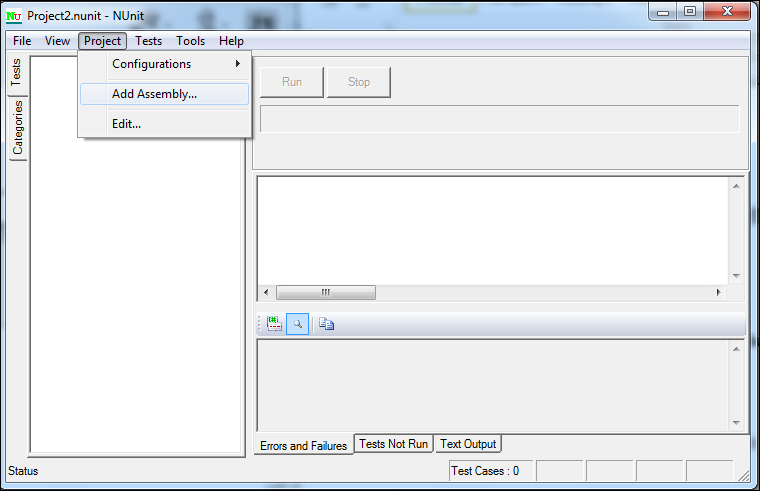 Project2.nunit - NUnit
File View Project Tests Tools Help
Configurations
Add Assembly...
Edit...
Tests
Categories
Run Stop
Errors and Failures Tests Not Run Text Output
Status Test Cases : 0